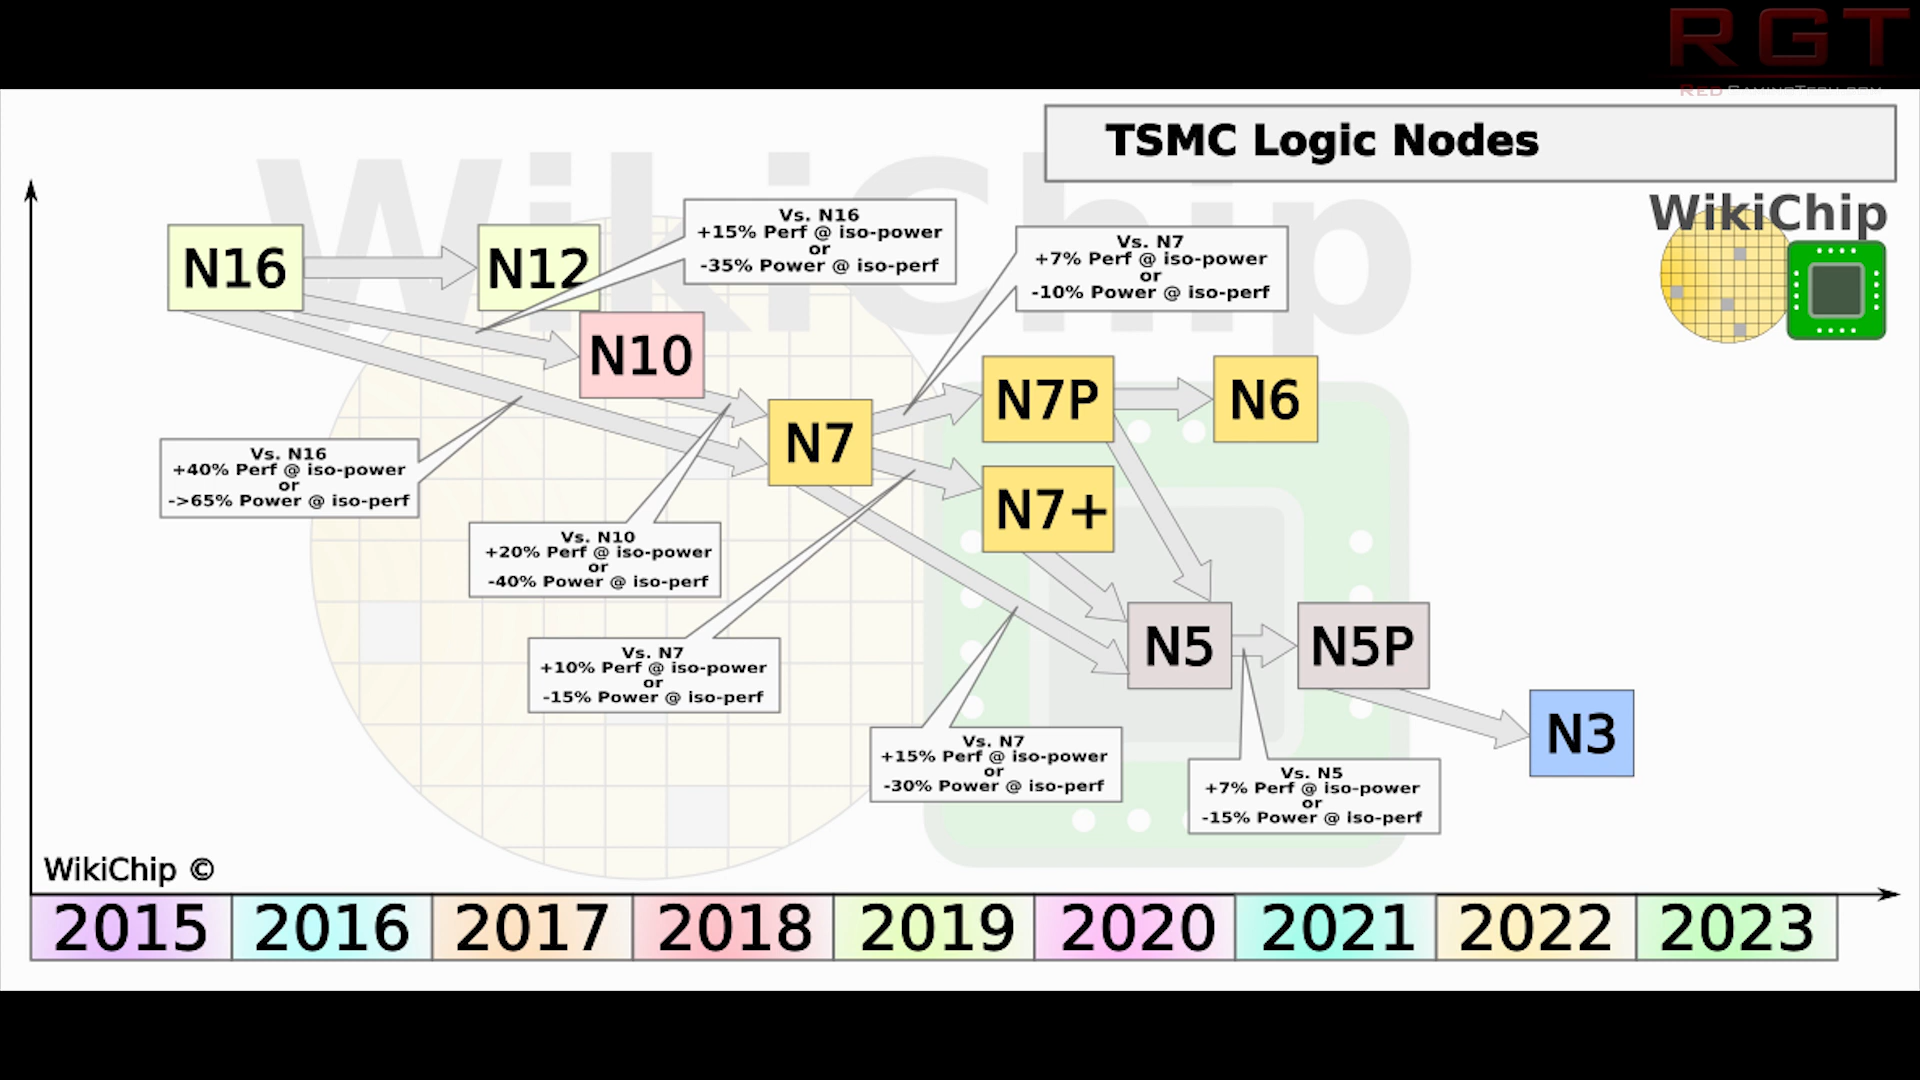 RGT
RedGamingTech.com
TSMC Logic Nodes
WikiChip
WikiChip
N16
N12
Vs. N16
+15% Perf @ iso-power
or
-35% Power @ iso-perf
Vs. N7
+7% Perf @ iso-power
or
-10% Power @ iso-perf
N10
N7
N7P
N6
Vs. N16
+40% Perf @ iso-power
or
->65% Power @ iso-perf
N7+
Vs. N10
+20% Perf @ iso-power
or
-40% Power @ iso-perf
Vs. N7
+10% Perf @ iso-power
or
-15% Power @ iso-perf
N5
N5P
N3
Vs. N7
+15% Perf @ iso-power
or
-30% Power @ iso-perf
Vs. N5
+7% Perf @ iso-power
or
-15% Power @ iso-perf
WikiChip ©
2015 2016 2017 2018 2019 2020 2021 2022 2023